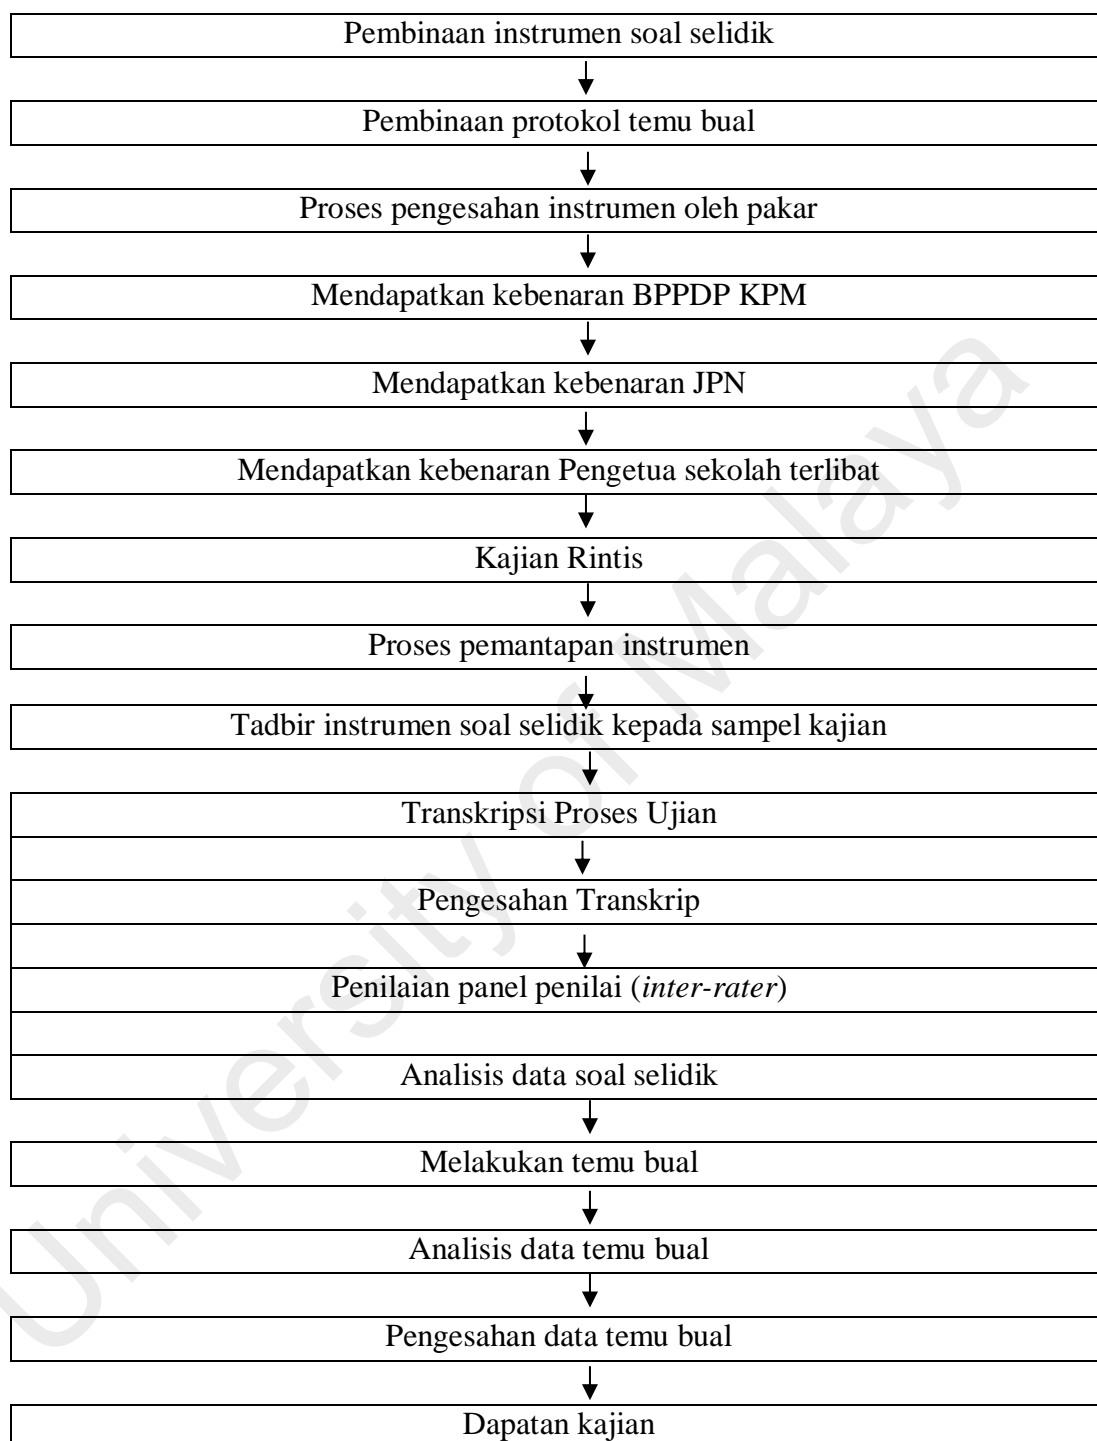 Pembinaan instrumen soal selidik
Pembinaan protokol temu bual
Proses pengesahan instrumen oleh pakar
Mendapatkan kebenaran BPPDP KPM
Mendapatkan kebenaran JPN
Mendapatkan kebenaran Pengetua sekolah terlibat
Kajian Rintis
Proses pemantapan instrumen
Tadbir instrumen soal selidik kepada sampel kajian
Transkripsi Proses Ujian
Pengesahan Transkrip
Penilaian panel penilai (inter-rater)
Analisis data soal selidik
Melakukan temu bual
Analisis data temu bual
Pengesahan data temu bual
Dapatan kajian
University of Malaya